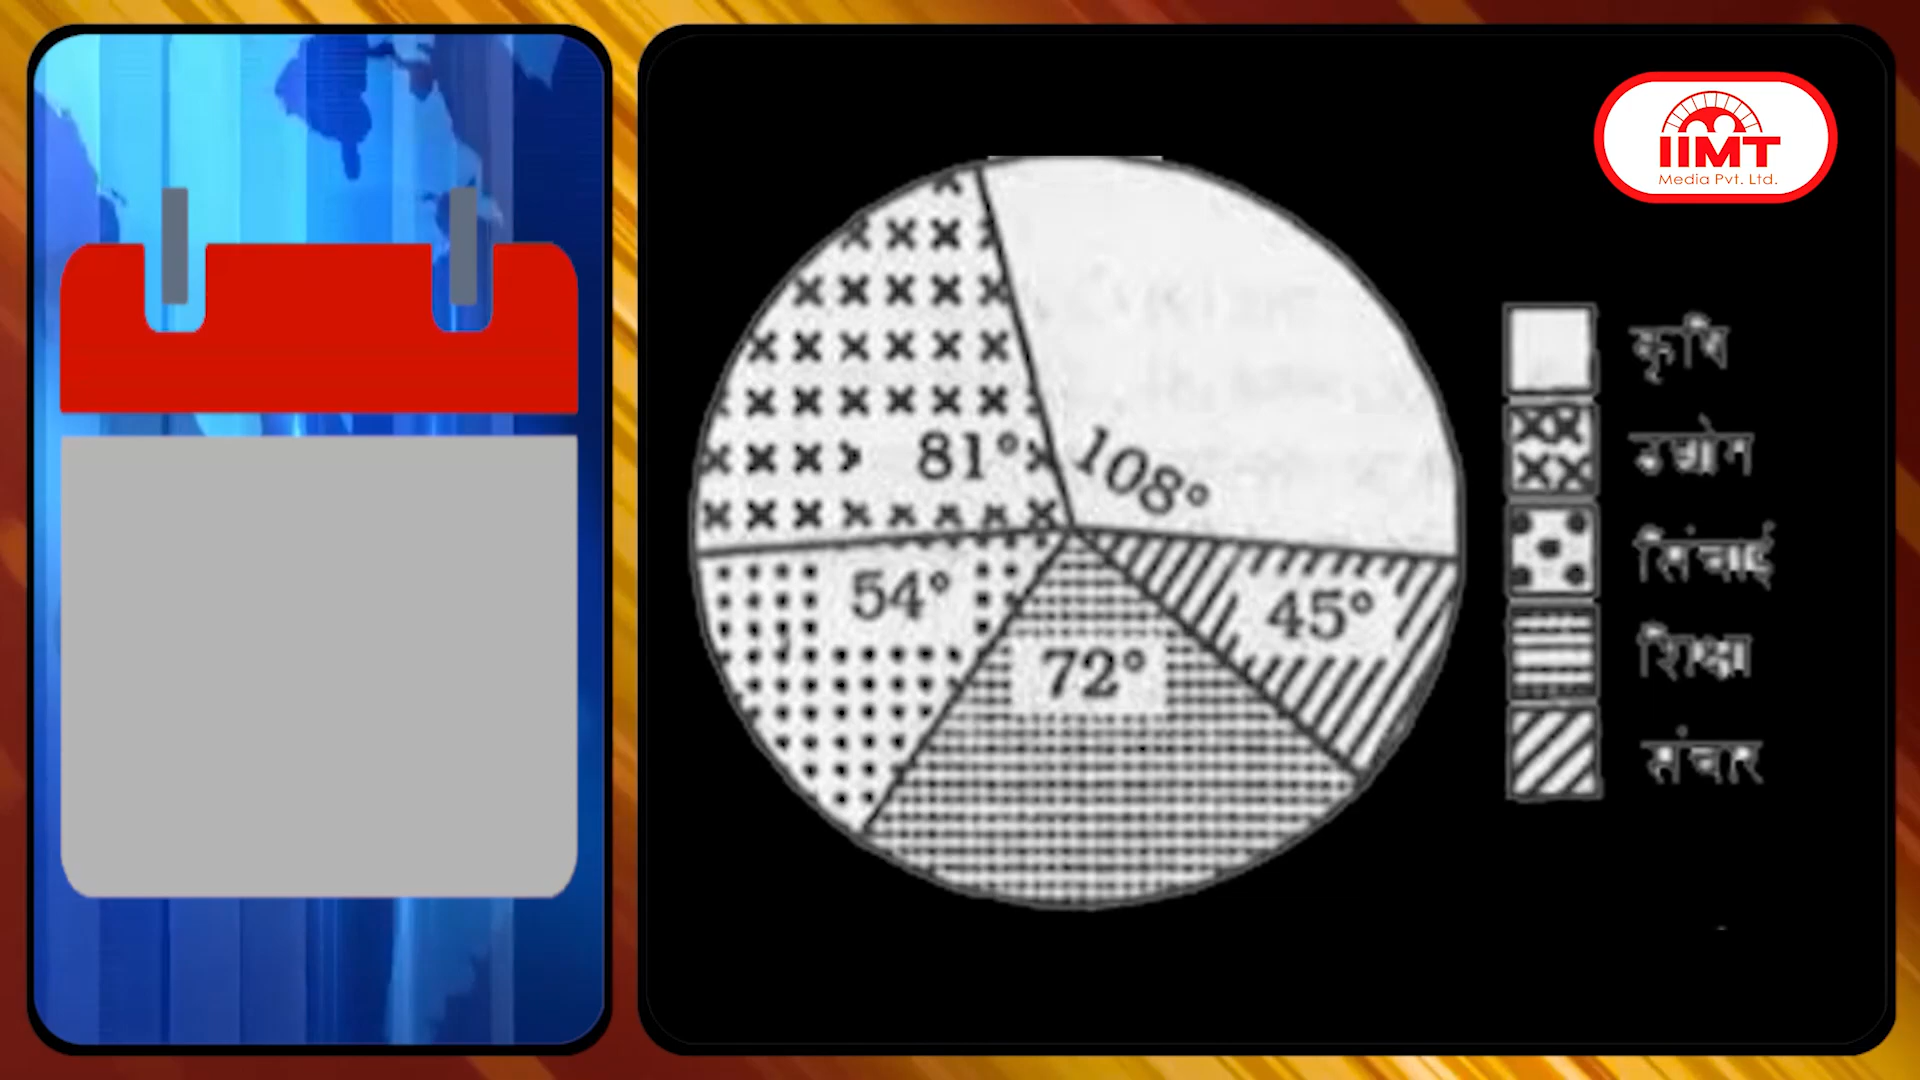 IIMT
Media Pvt. Ltd.
81°
108°
54°
45°
72°
कृषि
उद्योग
सिंचाई
शिक्षा
संचार